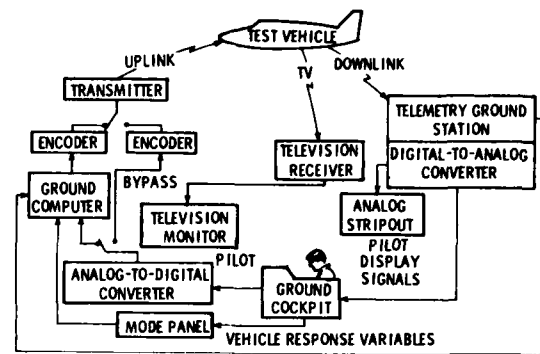 TEST VEHICLE
UPLINK
TV
DOWNLINK
TRANSMITTER
TELEMETRY GROUND
STATION
ENCODER
ENCODER
TELEVISION
RECEIVER
DIGITAL-TO-ANALOG
CONVERTER
BYPASS
GROUND
COMPUTER
TELEVISION
MONITOR
ANALOG
STRIPOUT
PILOT
PILOT
DISPLAY
SIGNALS
ANALOG-TO-DIGITAL
CONVERTER
GROUND
COCKPIT
MODE PANEL
VEHICLE RESPONSE VARIABLES